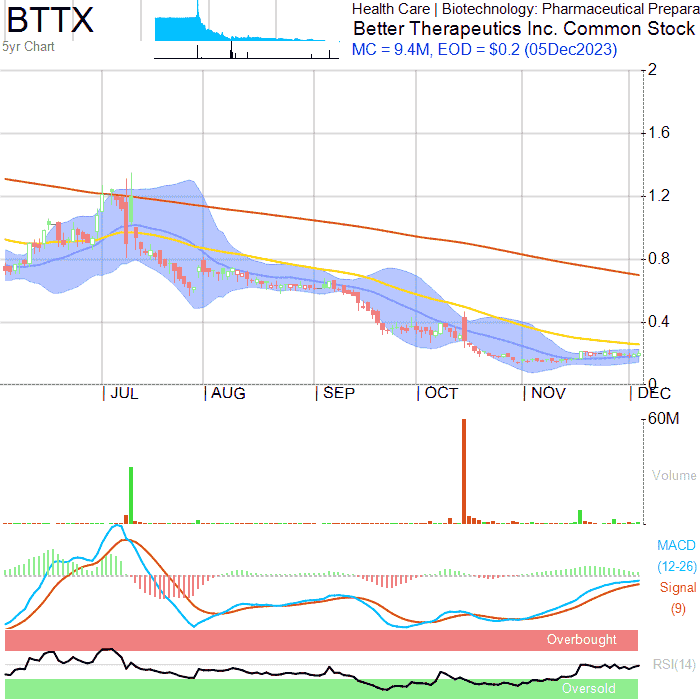 BTTX
5yr Chart
Health Care | Biotechnology: Pharmaceutical Prepara
Better Therapeutics Inc. Common Stock
MC = 9.4M, EOD = $0.2 (05Dec2023)
2
1.6
1.2
0.8
0.4
0
JUL AUG SEP OCT NOV DEC
60M
Volume
MACD
(12-26)
Signal
(9)
Overbought
RSI(14)
Oversold